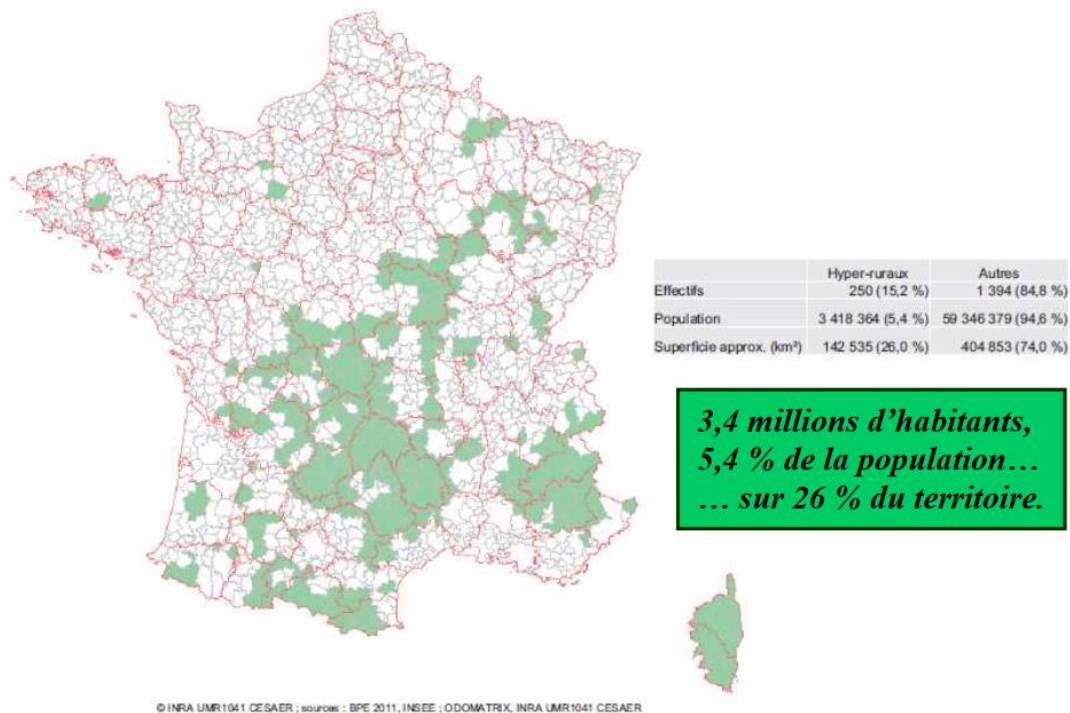 Hyper-ruraux Autres
Effectifs 250 (15,2 %) 1 394 (84,8 %)
Population 3 418 364 (5,4 %) 59 346 379 (94,6 %)
Superficie approx. (km²) 142 535 (26,0 %) 404 853 (74,0 %)
3,4 millions d’habitants,
5,4 % de la population…
… sur 26 % du territoire.
© INRA UMR1041 CESAER ; sources : BPE 2011, INSEE ; ODOMATRIX, INRA UMR1041 CESAER